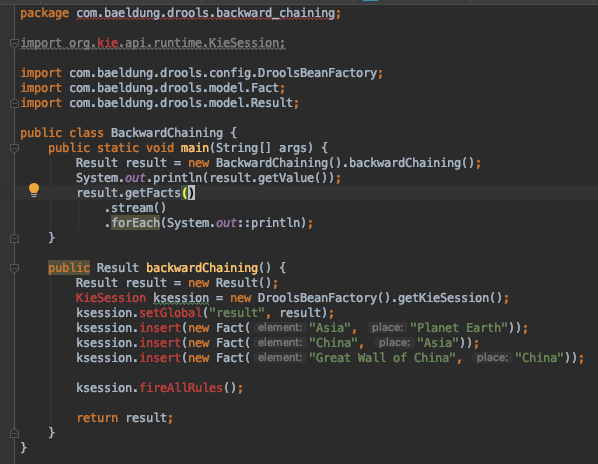 package com.baeldung.drools.backward_chaining;
import org.kie.api.runtime.KieSession;
import com.baeldung.drools.config.DroolsBeanFactory;
import com.baeldung.drools.model.Fact;
import com.baeldung.drools.model.Result;
public class BackwardChaining {
public static void main(String[] args) {
Result result = new BackwardChaining().backwardChaining();
System.out.println(result.getValue());
result.getFacts()
.stream()
.forEach(System.out::println);
}
public Result backwardChaining() {
Result result = new Result();
KieSession ksession = new DroolsBeanFactory().getKieSession();
ksession.setGlobal("result", result);
ksession.insert(new Fact( element: "Asia", place: "Planet Earth"));
ksession.insert(new Fact( element: "China", place: "Asia"));
ksession.insert(new Fact( element: "Great Wall of China", place: "China"));
ksession.fireAllRules();
return result;
}
}